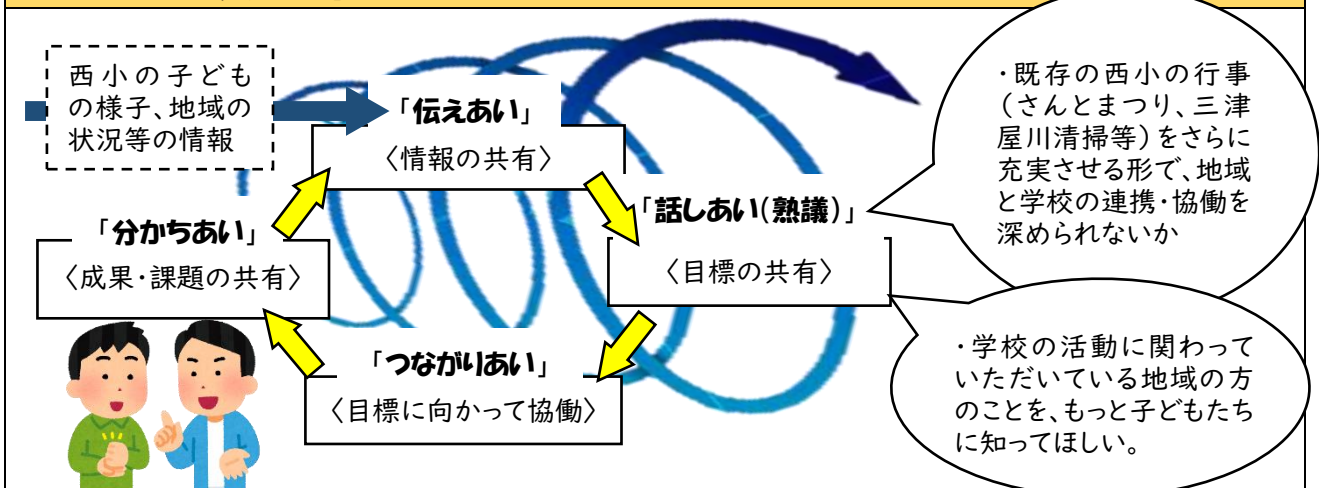 西小の子ども
の様子、地域の
状況等の情報
「伝えあい」
〈情報の共有〉
「話しあい(熟議)」
〈目標の共有〉
「つながりあい」
〈目標に向かって協働〉
「分かちあい」
〈成果・課題の共有〉
・既存の西小の行事
(さんとまつり、三津
屋川清掃等)をさらに
充実させる形で、地域
と学校の連携・協働を
深められないか
・学校の活動に関わって
いただいている地域の方
のことを、もっと子どもたち
に知ってほしい。